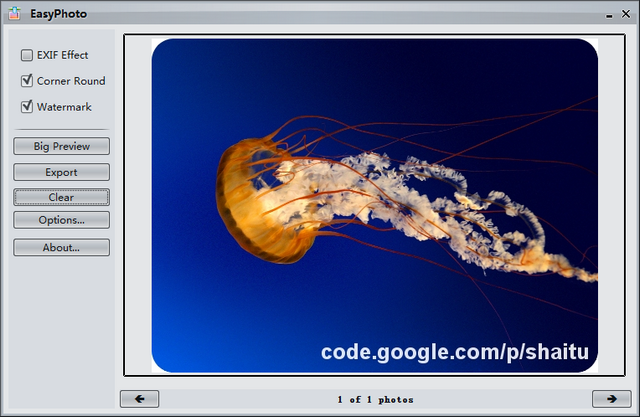 EasyPhoto
EXIF Effect
Corner Round
Watermark
Big Preview
Export
Clear
Options...
About...
code.google.com/p/shaitu
1 of 1 photos